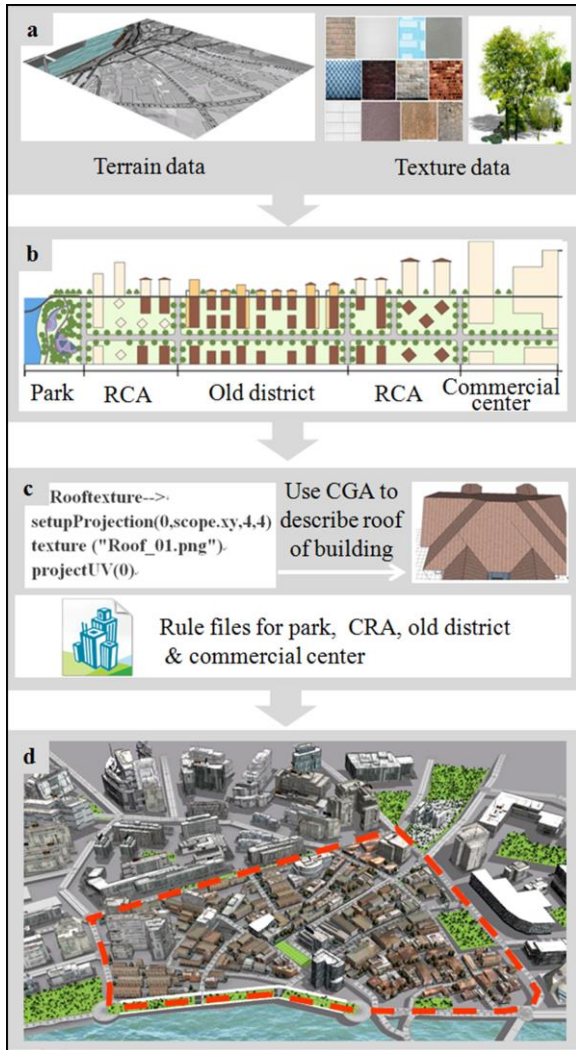 a
Terrain data
Texture data
b
Park
RCA
Old district
RCA
Commercial
center
c
Rooftexture-->
setupProjection(0,scope.xy,4,4)
texture ("Roof_01.png")
projectUV(0)
Use CGA to
describe roof
of building
Rule files for park, CRA, old district
& commercial center
d